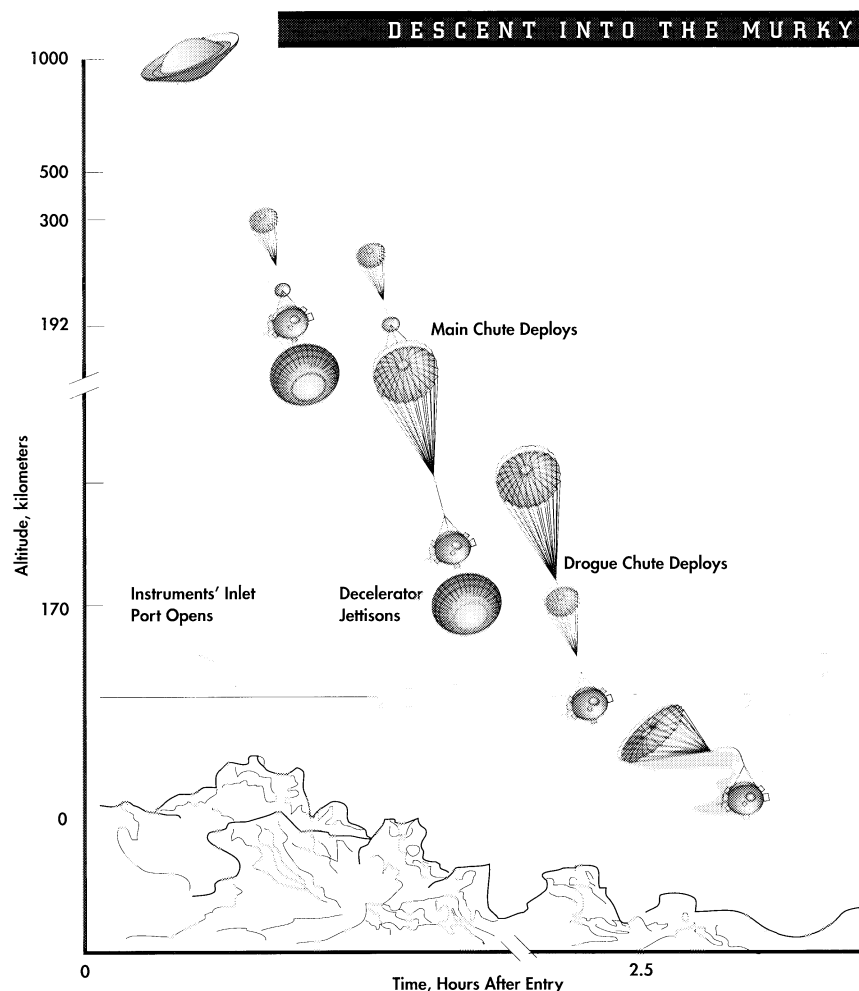 DESCENT INTO THE MURKY
1000
500
300
192
Main Chute Deploys
Altitude, kilometers
Drogue Chute Deploys
Instruments’ Inlet
Port Opens
Decelerator
Jettisons
170
0
0
2.5
Time, Hours After Entry